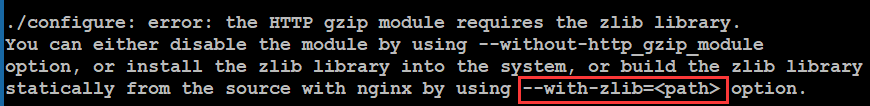 ./configure: error: the HTTP gzip module requires the zlib library.
You can either disable the module by using --without-http_gzip_module
option, or install the zlib library into the system, or build the zlib library
statically from the source with nginx by using --with-zlib=<path> option.